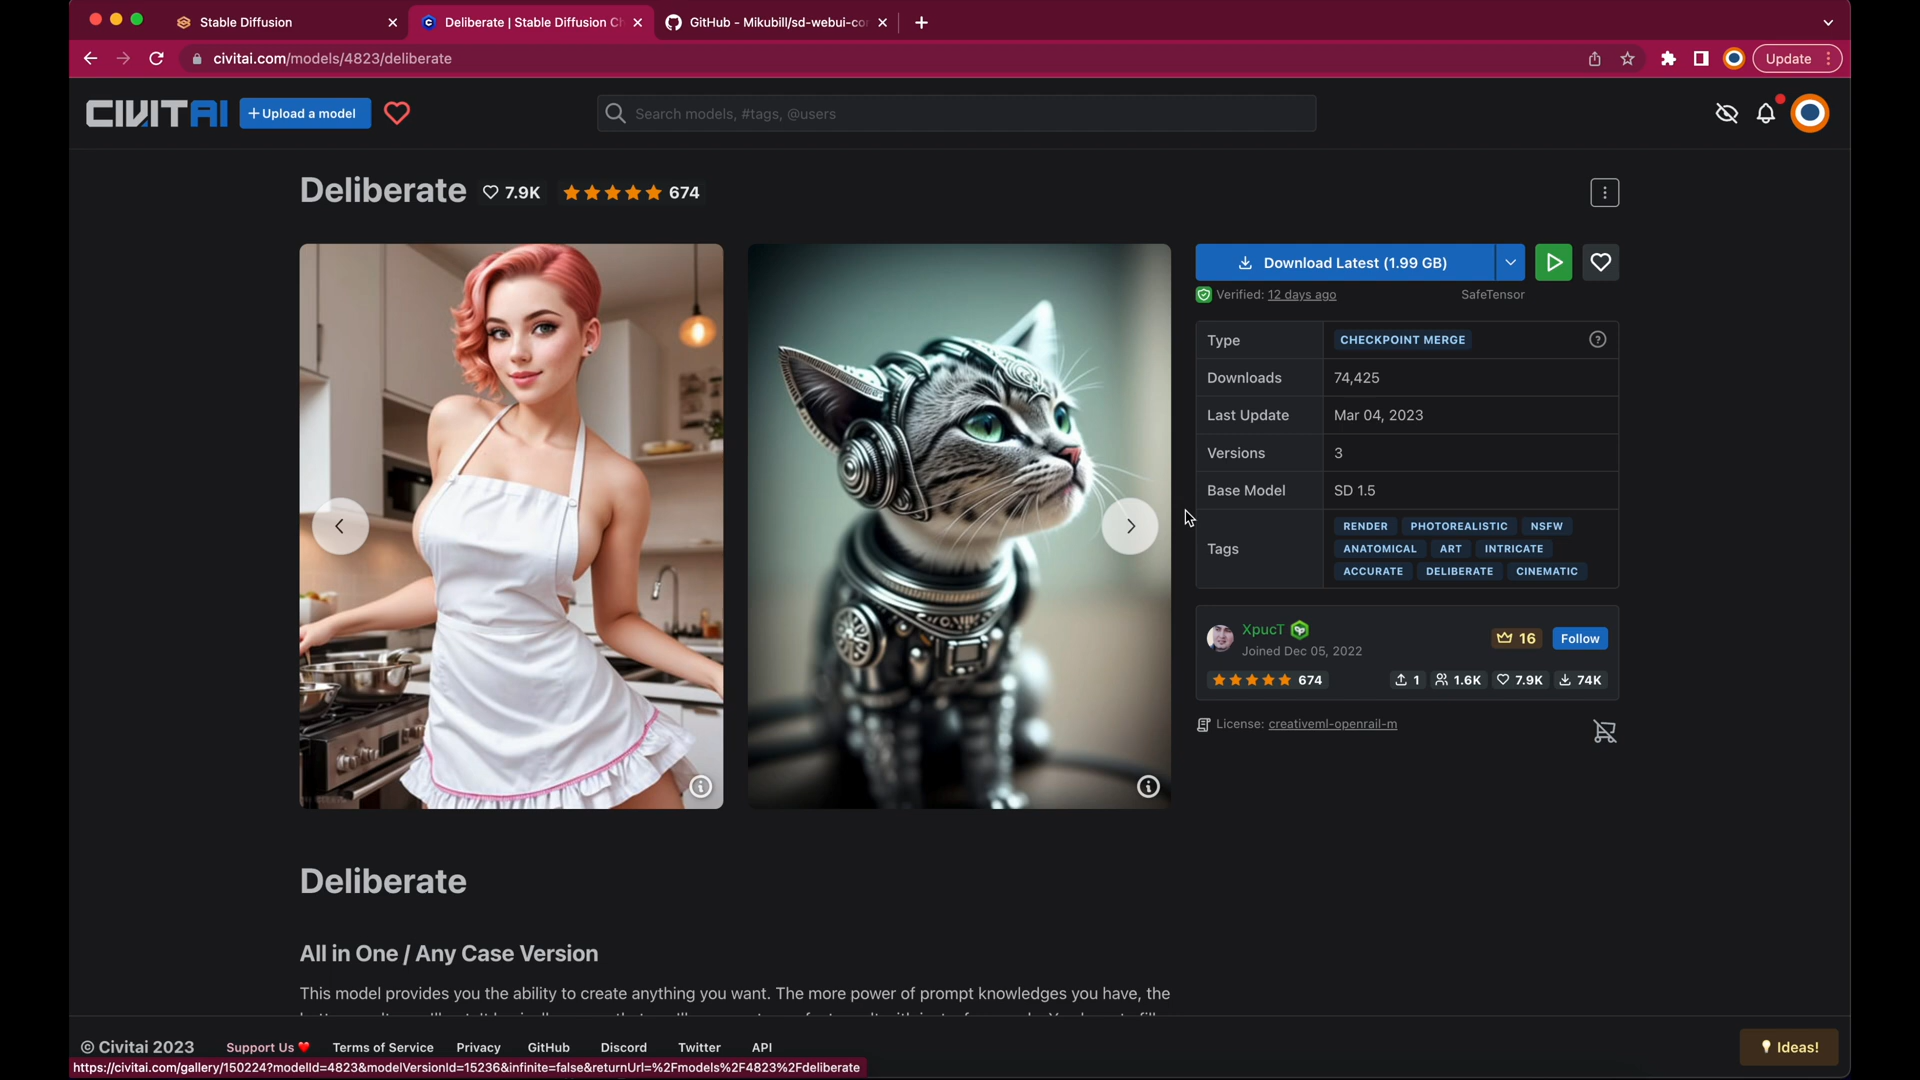 Stable Diffusion
Deliberate | Stable Diffusion Ch
GitHub - Mikubill/sd-webui-con
civitai.com/models/4823/deliberate
Update
CIVITAI
+ Upload a model
Search models, #tags, @users
Deliberate 7.9K 674
Download Latest (1.99 GB)
Verified: 12 days ago SafeTensor
Type CHECKPOINT MERGE
Downloads 74,425
Last Update Mar 04, 2023
Versions 3
Base Model SD 1.5
Tags RENDER PHOTOREALISTIC NSFW
ANATOMICAL ART INTRICATE
ACCURATE DELIBERATE CINEMATIC
XpucT 16 Follow
Joined Dec 05, 2022
674 1 1.6K 7.9K 74K
License: creativeml-openrail-m
Deliberate
All in One / Any Case Version
This model provides you the ability to create anything you want. The more power of prompt knowledges you have, the
© Civitai 2023 Support Us Terms of Service Privacy GitHub Discord Twitter API Ideas!
https://civitai.com/gallery/150224?modelId=4823&modelVersionId=15236&infinite=false&returnUrl=%2Fmodels%2F4823%2Fdeliberate